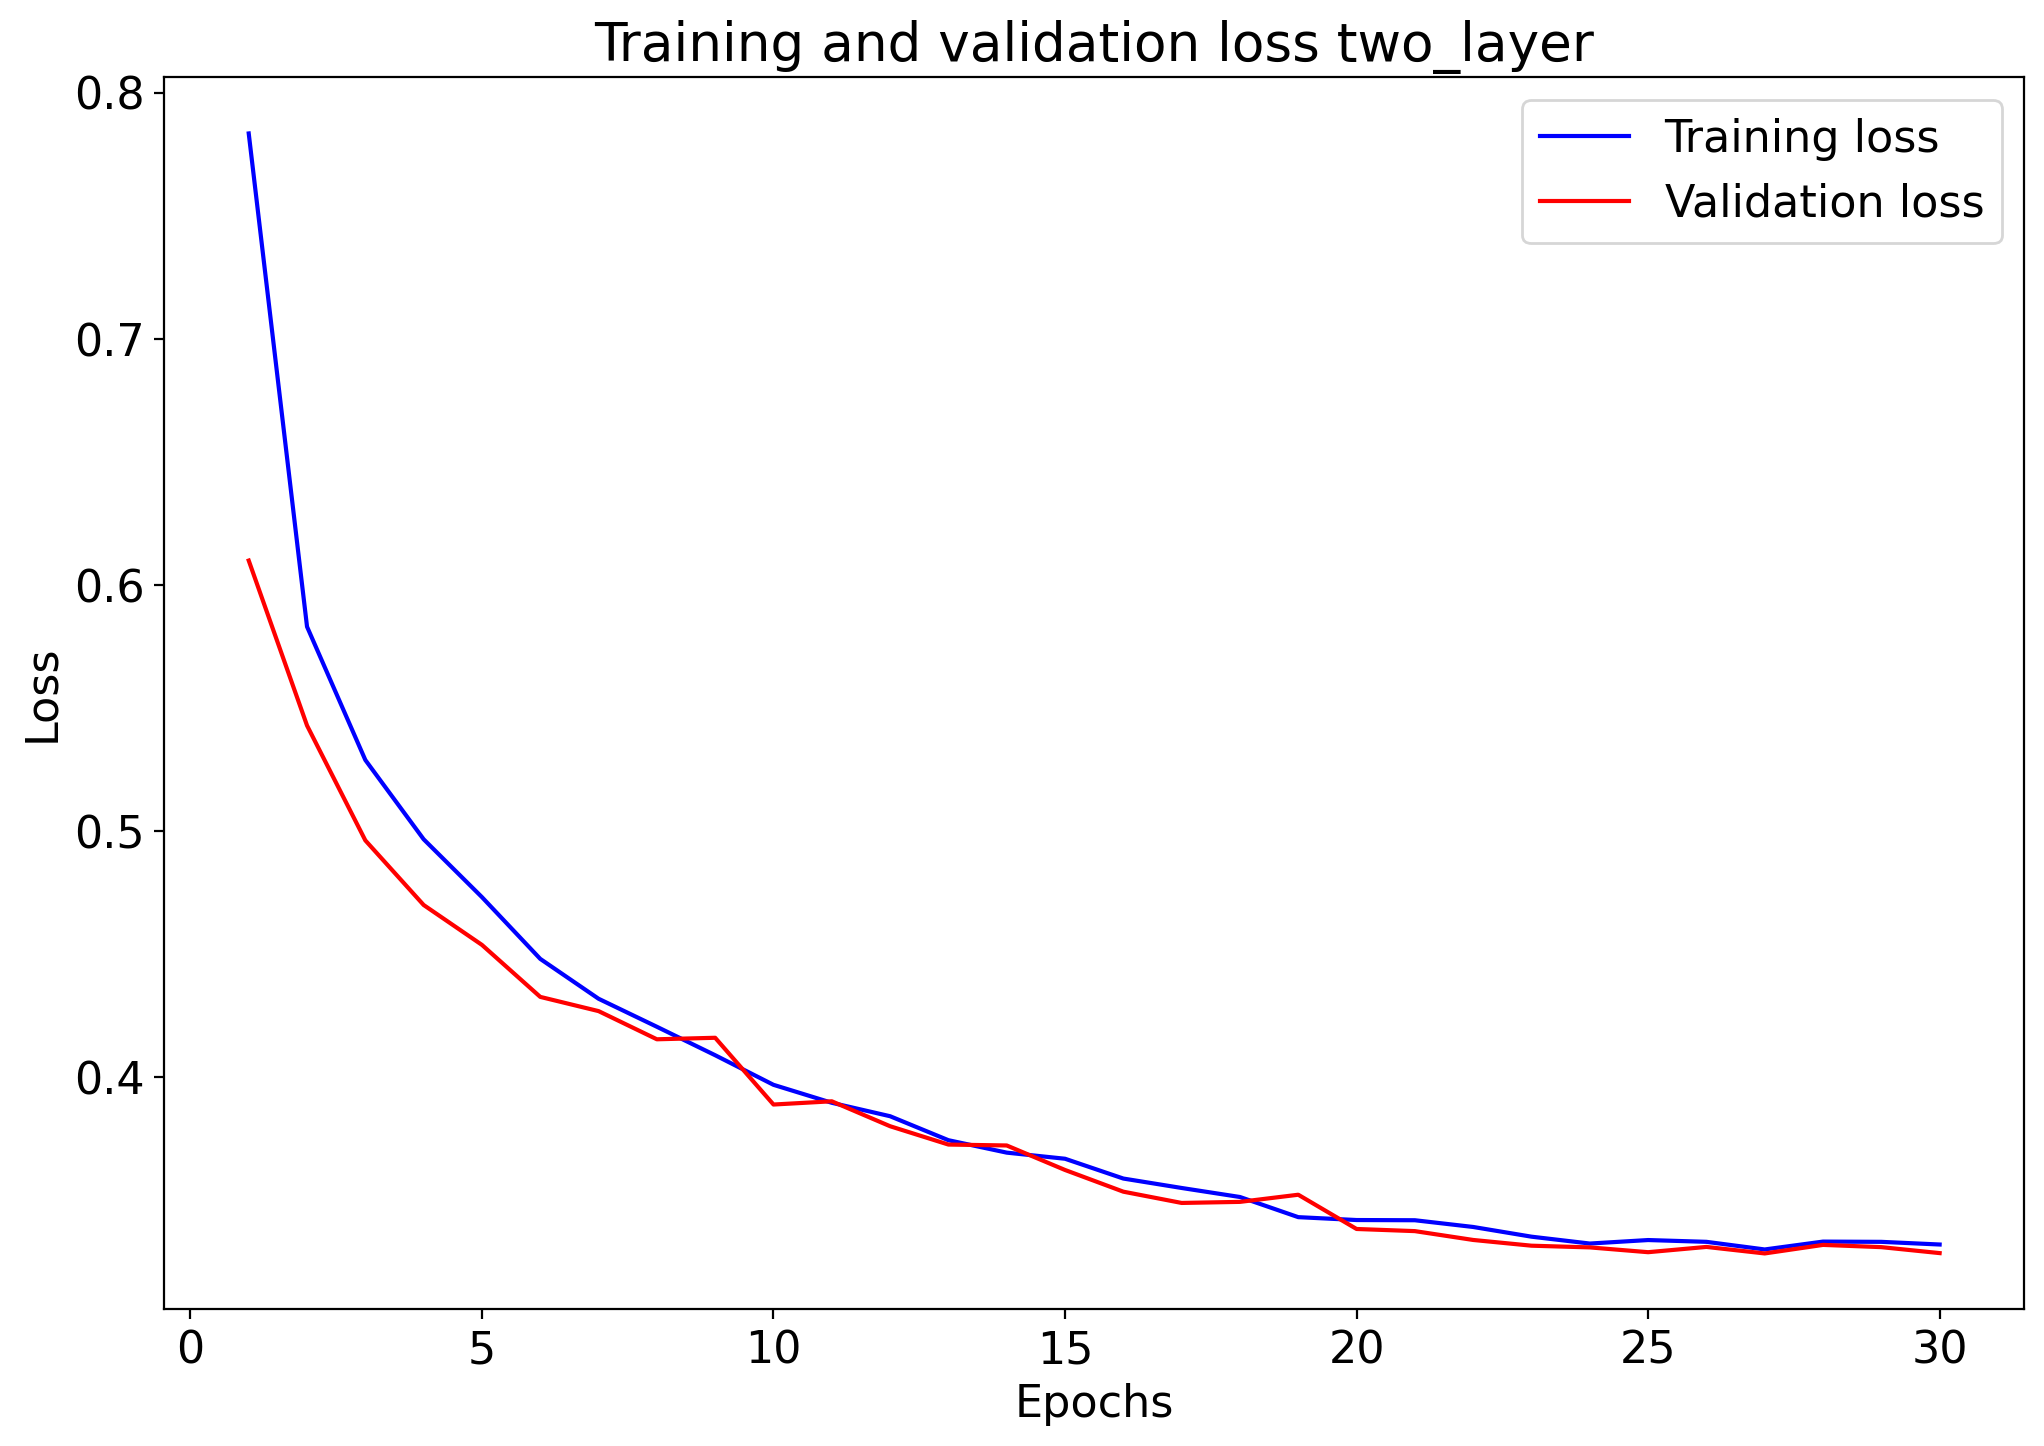 Training and validation loss two_layer
Training loss
Validation loss
0.8
0.7
0.6
0.5
0.4
Loss
0 5 10 15 20 25 30
Epochs